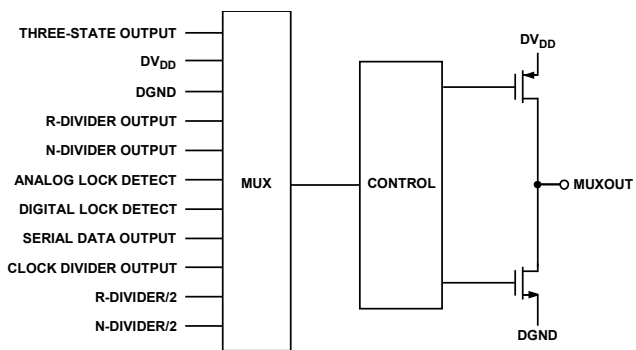 THREE-STATE OUTPUT
DVDD
DGND
R-DIVIDER OUTPUT
N-DIVIDER OUTPUT
ANALOG LOCK DETECT
DIGITAL LOCK DETECT
SERIAL DATA OUTPUT
CLOCK DIVIDER OUTPUT
R-DIVIDER/2
N-DIVIDER/2
MUX
CONTROL
DVDD
MUXOUT
DGND